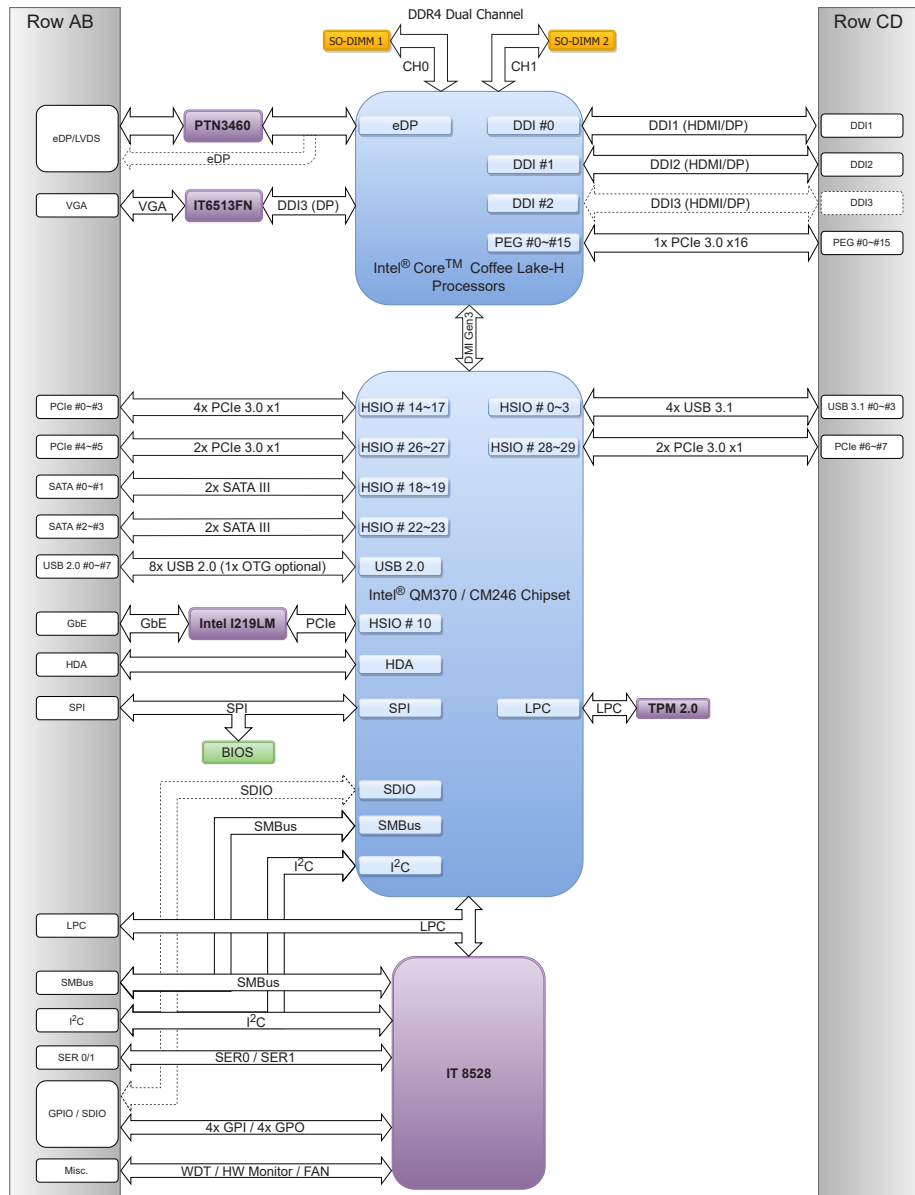 Row AB
DDR4 Dual Channel
Row CD
SO-DIMM 1
SO-DIMM 2
CH0
CH1
eDP/LVDS
PTN3460
eDP
eDP
DDI #0
DDI1 (HDMI/DP)
DDI1
DDI #1
DDI2 (HDMI/DP)
DDI2
VGA
VGA
IT6513FN
DDI3 (DP)
DDI #2
DDI3 (HDMI/DP)
DDI3
PEG #0~#15
1x PCIe 3.0 x16
PEG #0~#15
Intel® Core™ Coffee Lake-H
Processors
DMI Gen3
PCIe #0~#3
4x PCIe 3.0 x1
HSIO # 14~17
HSIO # 0~3
4x USB 3.1
USB 3.1 #0~#3
PCIe #4~#5
2x PCIe 3.0 x1
HSIO # 26~27
HSIO # 28~29
2x PCIe 3.0 x1
PCIe #6~#7
SATA #0~#1
2x SATA III
HSIO # 18~19
SATA #2~#3
2x SATA III
HSIO # 22~23
USB 2.0 #0~#7
8x USB 2.0 (1x OTG optional)
USB 2.0
Intel® QM370 / CM246 Chipset
GbE
GbE
Intel I219LM
PCIe
HSIO # 10
HDA
HDA
SPI
SPI
SPI
LPC
LPC
TPM 2.0
BIOS
SDIO
SDIO
SMBus
SMBus
I²C
I²C
LPC
LPC
SMBus
SMBus
I²C
I²C
SER 0/1
SER0 / SER1
IT 8528
GPIO / SDIO
4x GPI / 4x GPO
Misc.
WDT / HW Monitor / FAN